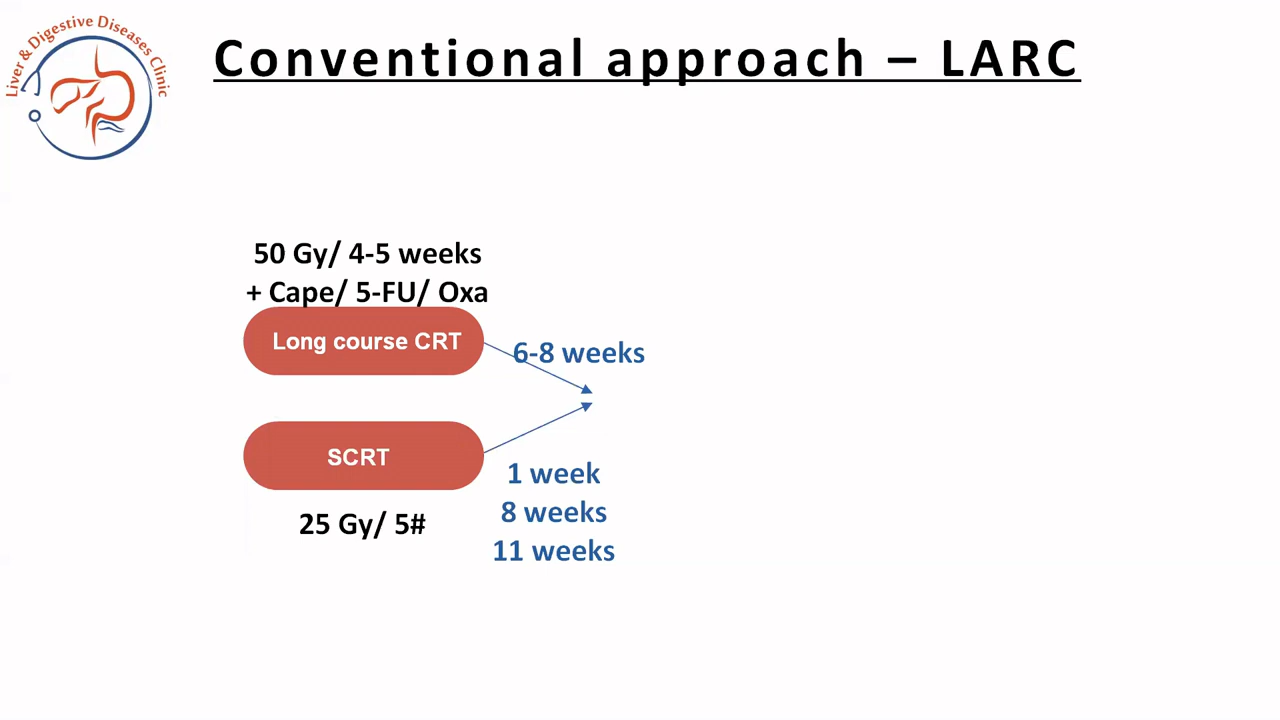 Liver & Digestive Diseases Clinic
Conventional approach – LARC
50 Gy/ 4-5 weeks
+ Cape/ 5-FU/ Oxa
Long course CRT
6-8 weeks
SCRT
1 week
8 weeks
11 weeks
25 Gy/ 5#